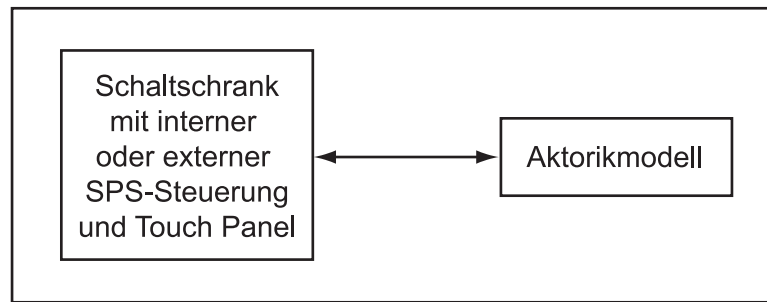 Schaltschrank
mit interner
oder externer
SPS-Steuerung
und Touch Panel
Aktorikmodell